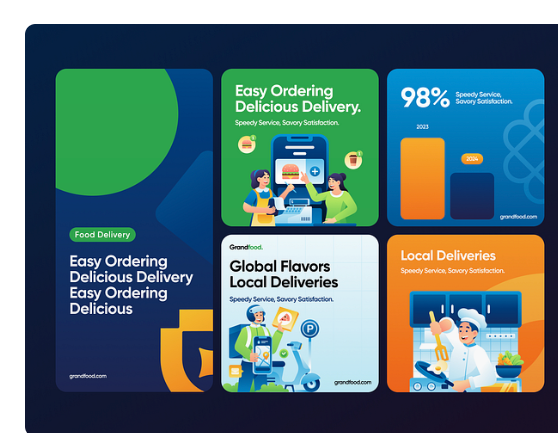 Food Delivery
Easy Ordering
Delicious Delivery
Easy Ordering
Delicious
grandfood.com
Easy Ordering
Delicious Delivery.
Speedy Service, Savory Satisfaction.
98%
Speedy Service,
Savory Satisfaction.
2023
2024
grandfood.com
Grandfood.
Global Flavors
Local Deliveries
Speedy Service, Savory Satisfaction.
P
grandfood.com
Local Deliveries
Speedy Service, Savory Satisfaction.